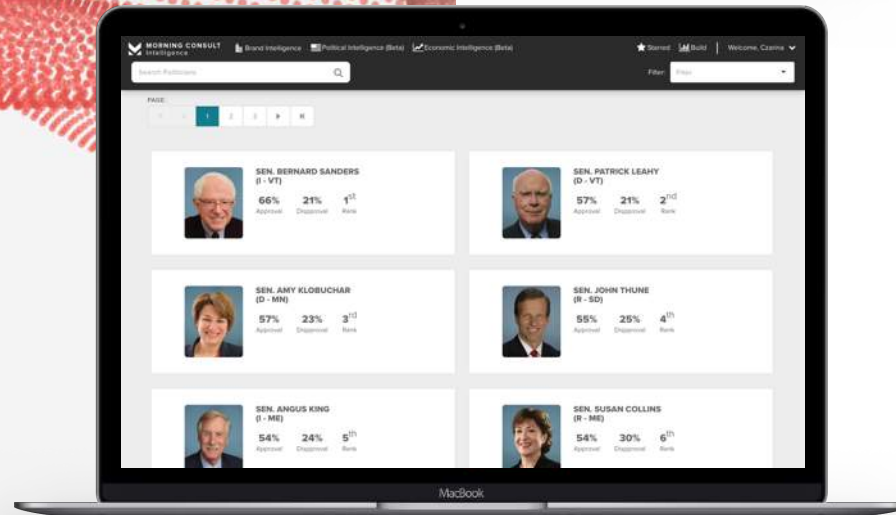 MORNING CONSULT
Intelligence
Brand Intelligence
Political Intelligence (Beta)
Economic Intelligence (Beta)
Starred
Build
Welcome, Czarina
Search Politicians
Filter:
Filter
PAGE:
1 2 3
SEN. BERNARD SANDERS
(I - VT)
66% 21% 1st
Approval Disapproval Rank
SEN. PATRICK LEAHY
(D - VT)
57% 21% 2nd
Approval Disapproval Rank
SEN. AMY KLOBUCHAR
(D - MN)
57% 23% 3rd
Approval Disapproval Rank
SEN. JOHN THUNE
(R - SD)
55% 25% 4th
Approval Disapproval Rank
SEN. ANGUS KING
(I - ME)
54% 24% 5th
Approval Disapproval Rank
SEN. SUSAN COLLINS
(R - ME)
54% 30% 6th
Approval Disapproval Rank
MacBook